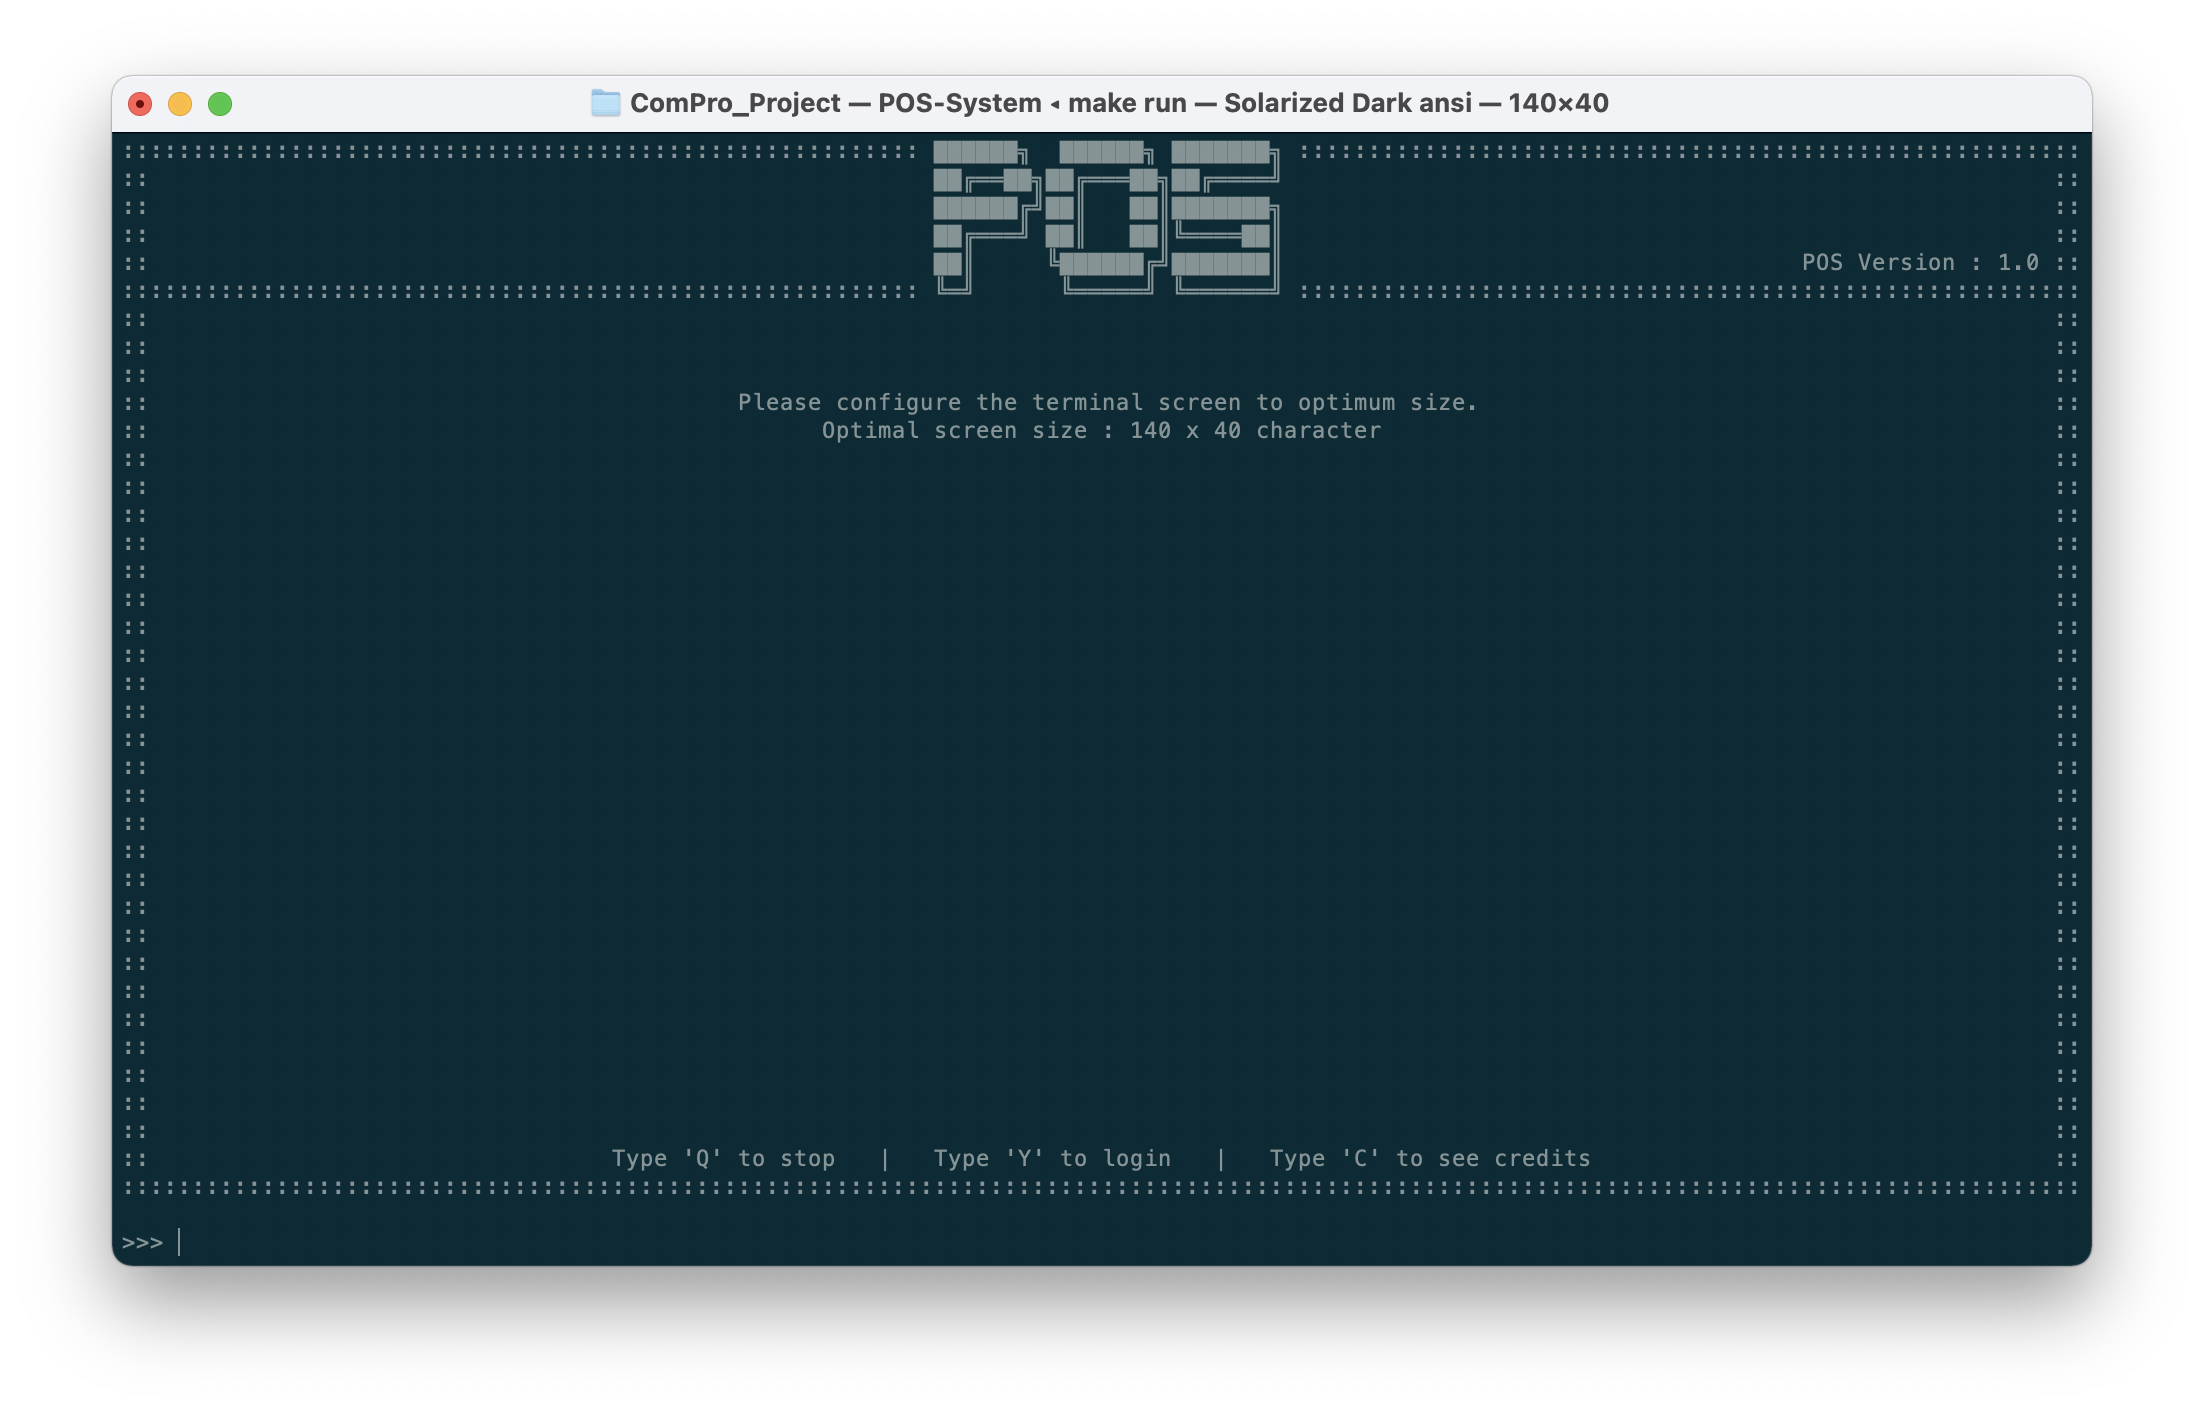 ComPro_Project — POS-System ◂ make run — Solarized Dark ansi — 140×40
POS
POS Version : 1.0
Please configure the terminal screen to optimum size.
Optimal screen size : 140 x 40 character
Type 'Q' to stop | Type 'Y' to login | Type 'C' to see credits
>>>